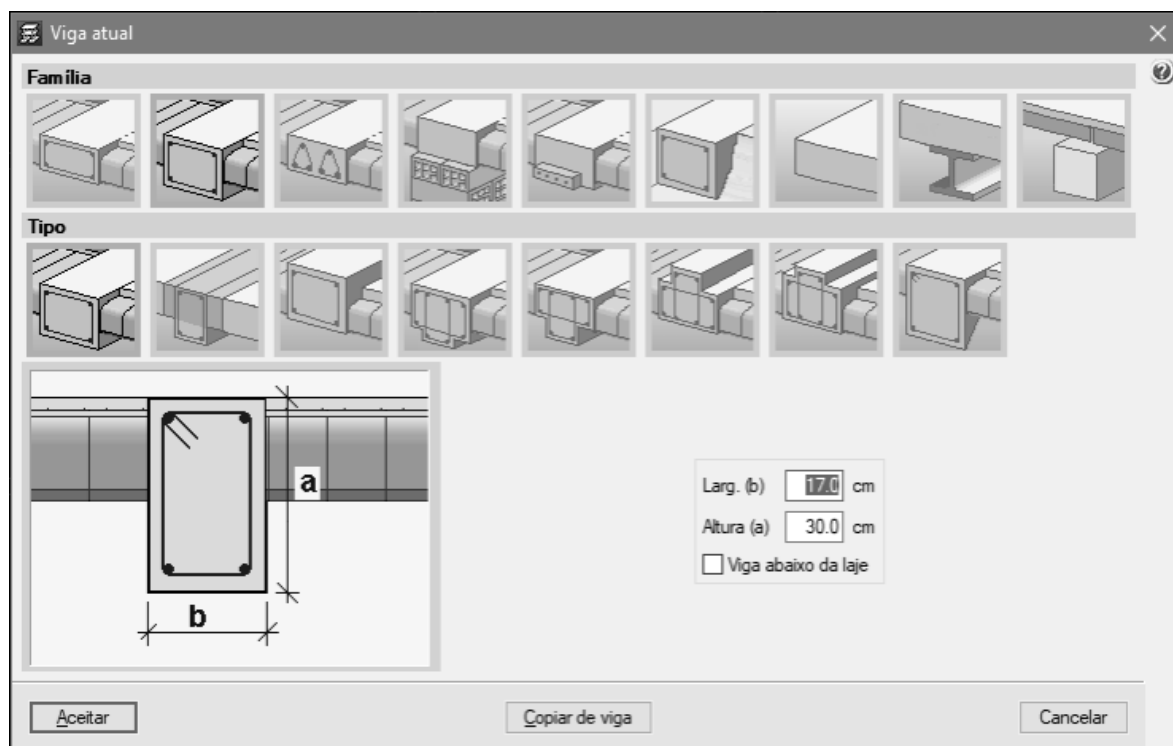 Viga atual
Família
Tipo
a
b
Larg. (b) 17.0 cm
Altura (a) 30.0 cm
Viga abaixo da laje
Aceitar Copiar de viga Cancelar